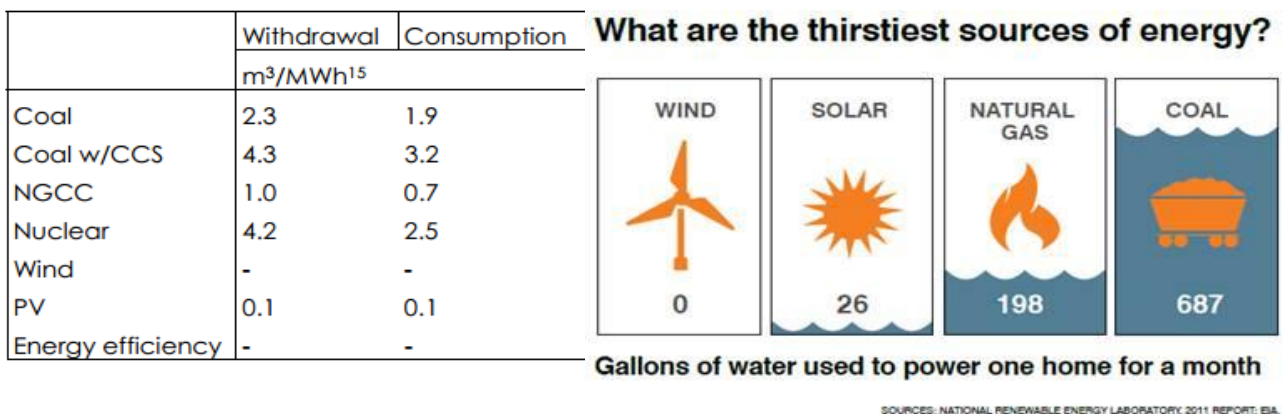 Withdrawal Consumption
m³/MWh¹⁵
Coal 2.3 1.9
Coal w/CCS 4.3 3.2
NGCC 1.0 0.7
Nuclear 4.2 2.5
Wind - -
PV 0.1 0.1
Energy efficiency - -
What are the thirstiest sources of energy?
WIND
0
SOLAR
26
NATURAL
GAS
198
COAL
687
Gallons of water used to power one home for a month
SOURCES: NATIONAL RENEWABLE ENERGY LABORATORY, 2011 REPORT; EIA